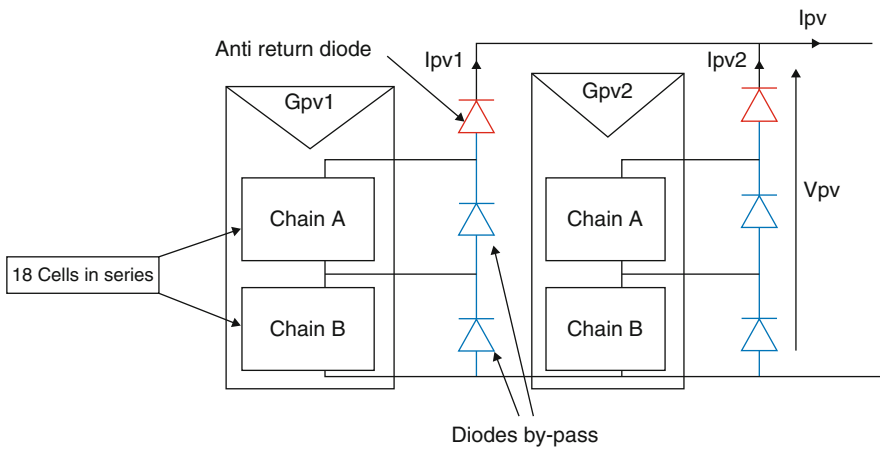 Ipv
Anti return diode
Ipv1
Ipv2
Gpv1
Gpv2
Chain A
Chain A
Vpv
18 Cells in series
Chain B
Chain B
Diodes by-pass